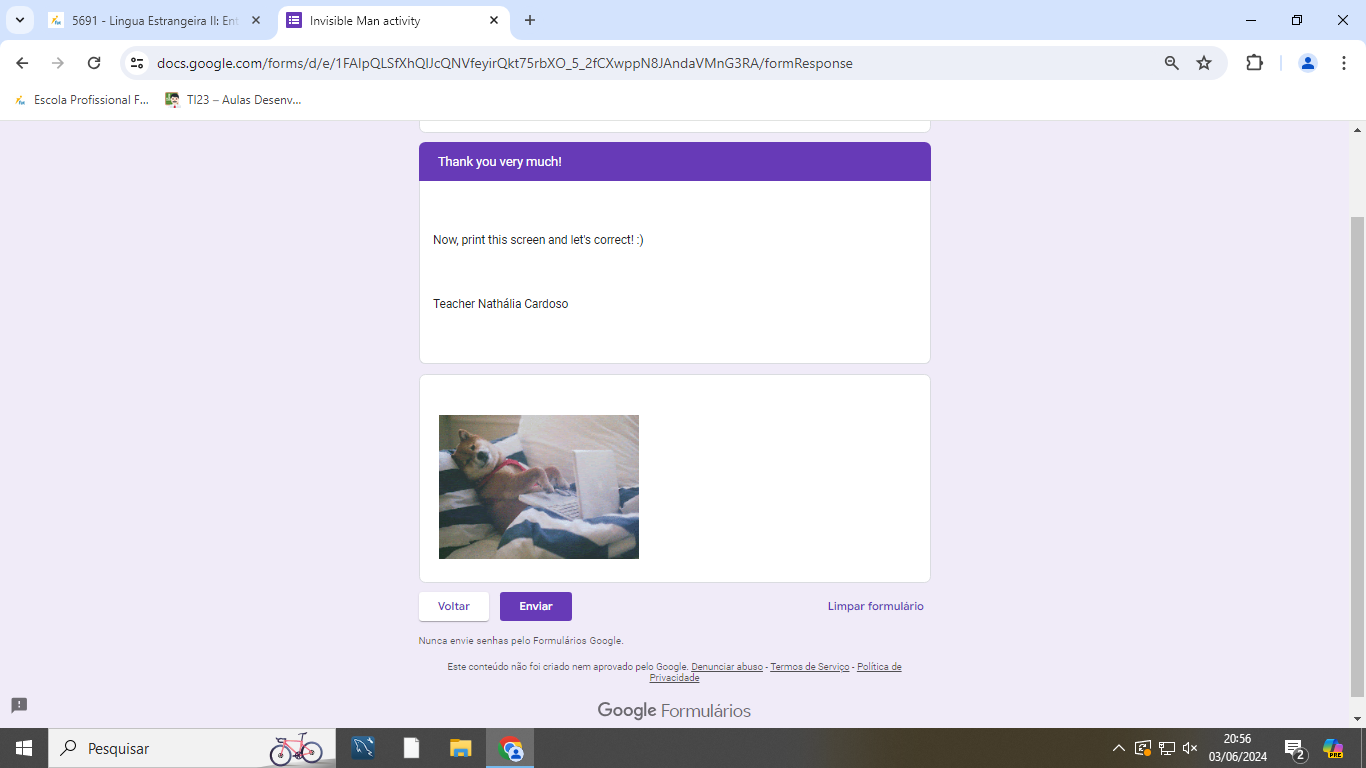 5691 - Lingua Estrangeira II: Ent
Invisible Man activity
docs.google.com/forms/d/e/1FAIpQLSfXhQIJcQNVfeyirQkt75rbXO_5_2fCXwppN8JAndaVMnG3RA/formResponse
Escola Profissional F...
TI23 – Aulas Desenv...
Thank you very much!
Now, print this screen and let's correct! :)
Teacher Nathália Cardoso
Voltar
Enviar
Limpar formulário
Nunca envie senhas pelo Formulários Google.
Este conteúdo não foi criado nem aprovado pelo Google. Denunciar abuso - Termos de Serviço - Política de
Privacidade
Google Formulários
Pesquisar
20:56
03/06/2024
2
PRE